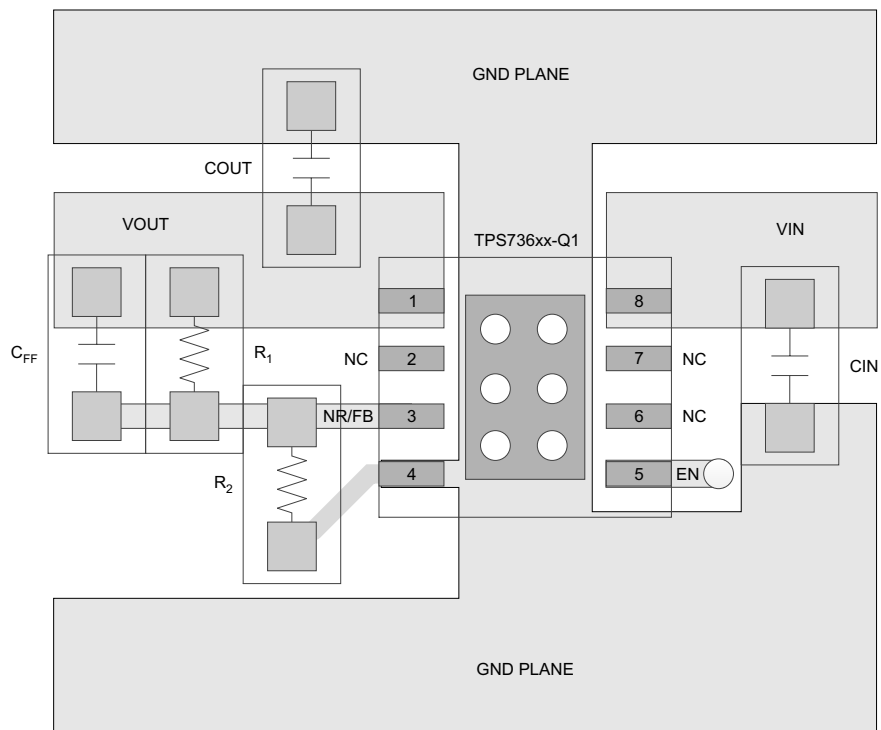 GND PLANE
COUT
VOUT
TPS736xx-Q1
VIN
1
8
CFF
R1
NC
2
7
NC
CIN
NR/FB
3
6
NC
R2
4
5
EN
GND PLANE